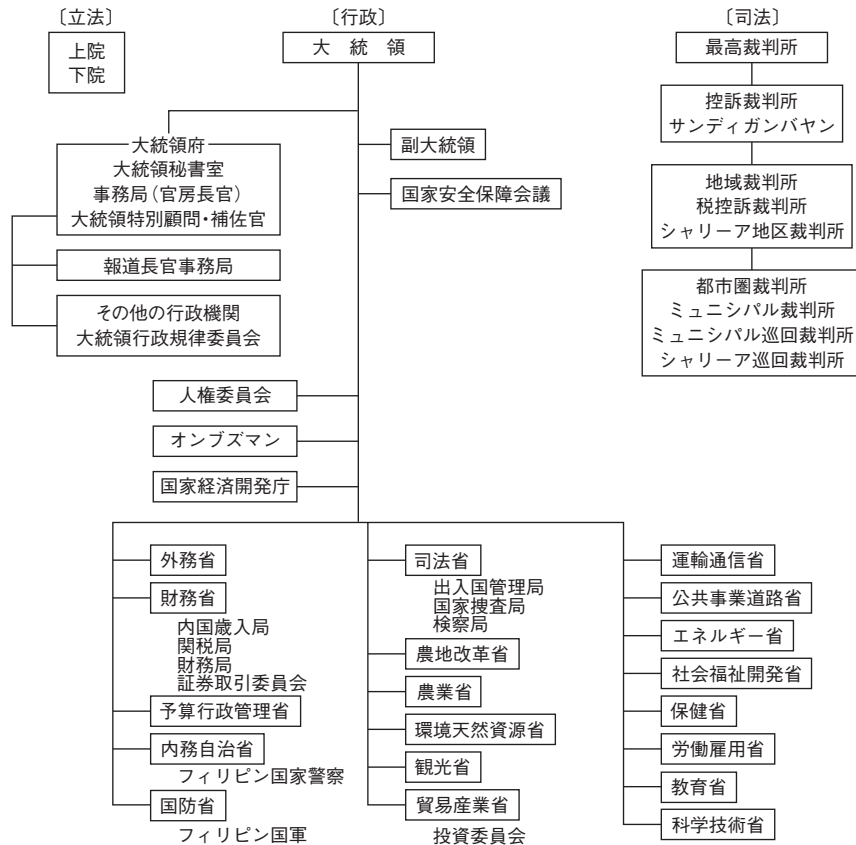 〔立法〕
上院
下院
〔行政〕
大統領
大統領府
大統領秘書室
事務局(官房長官)
大統領特別顧問・補佐官
報道長官事務局
その他の行政機関
大統領行政規律委員会
副大統領
国家安全保障会議
人権委員会
オンブズマン
国家経済開発庁
外務省
財務省
内国歳入局
関税局
財務局
証券取引委員会
予算行政管理省
内務自治省
フィリピン国家警察
国防省
フィリピン国軍
司法省
出入国管理局
国家捜査局
検察局
農地改革省
農業省
環境天然資源省
観光省
貿易産業省
投資委員会
運輸通信省
公共事業道路省
エネルギー省
社会福祉開発省
保健省
労働雇用省
教育省
科学技術省
〔司法〕
最高裁判所
控訴裁判所
サンディガンバヤン
地域裁判所
税控訴裁判所
シャリーア地区裁判所
都市圏裁判所
ミュニシパル裁判所
ミュニシパル巡回裁判所
シャリーア巡回裁判所